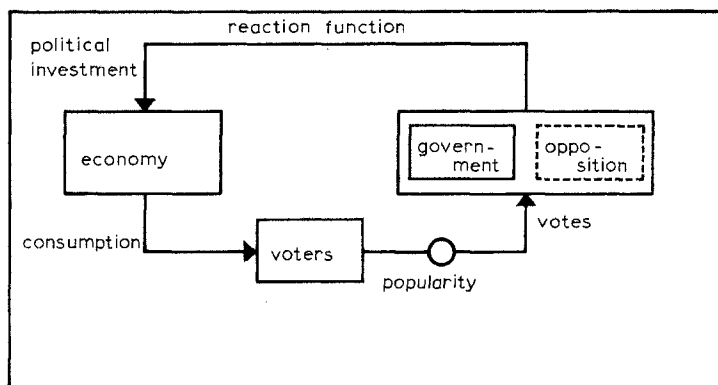 reaction function
political
investment
economy
govern-
ment
oppo-
sition
consumption
voters
votes
popularity